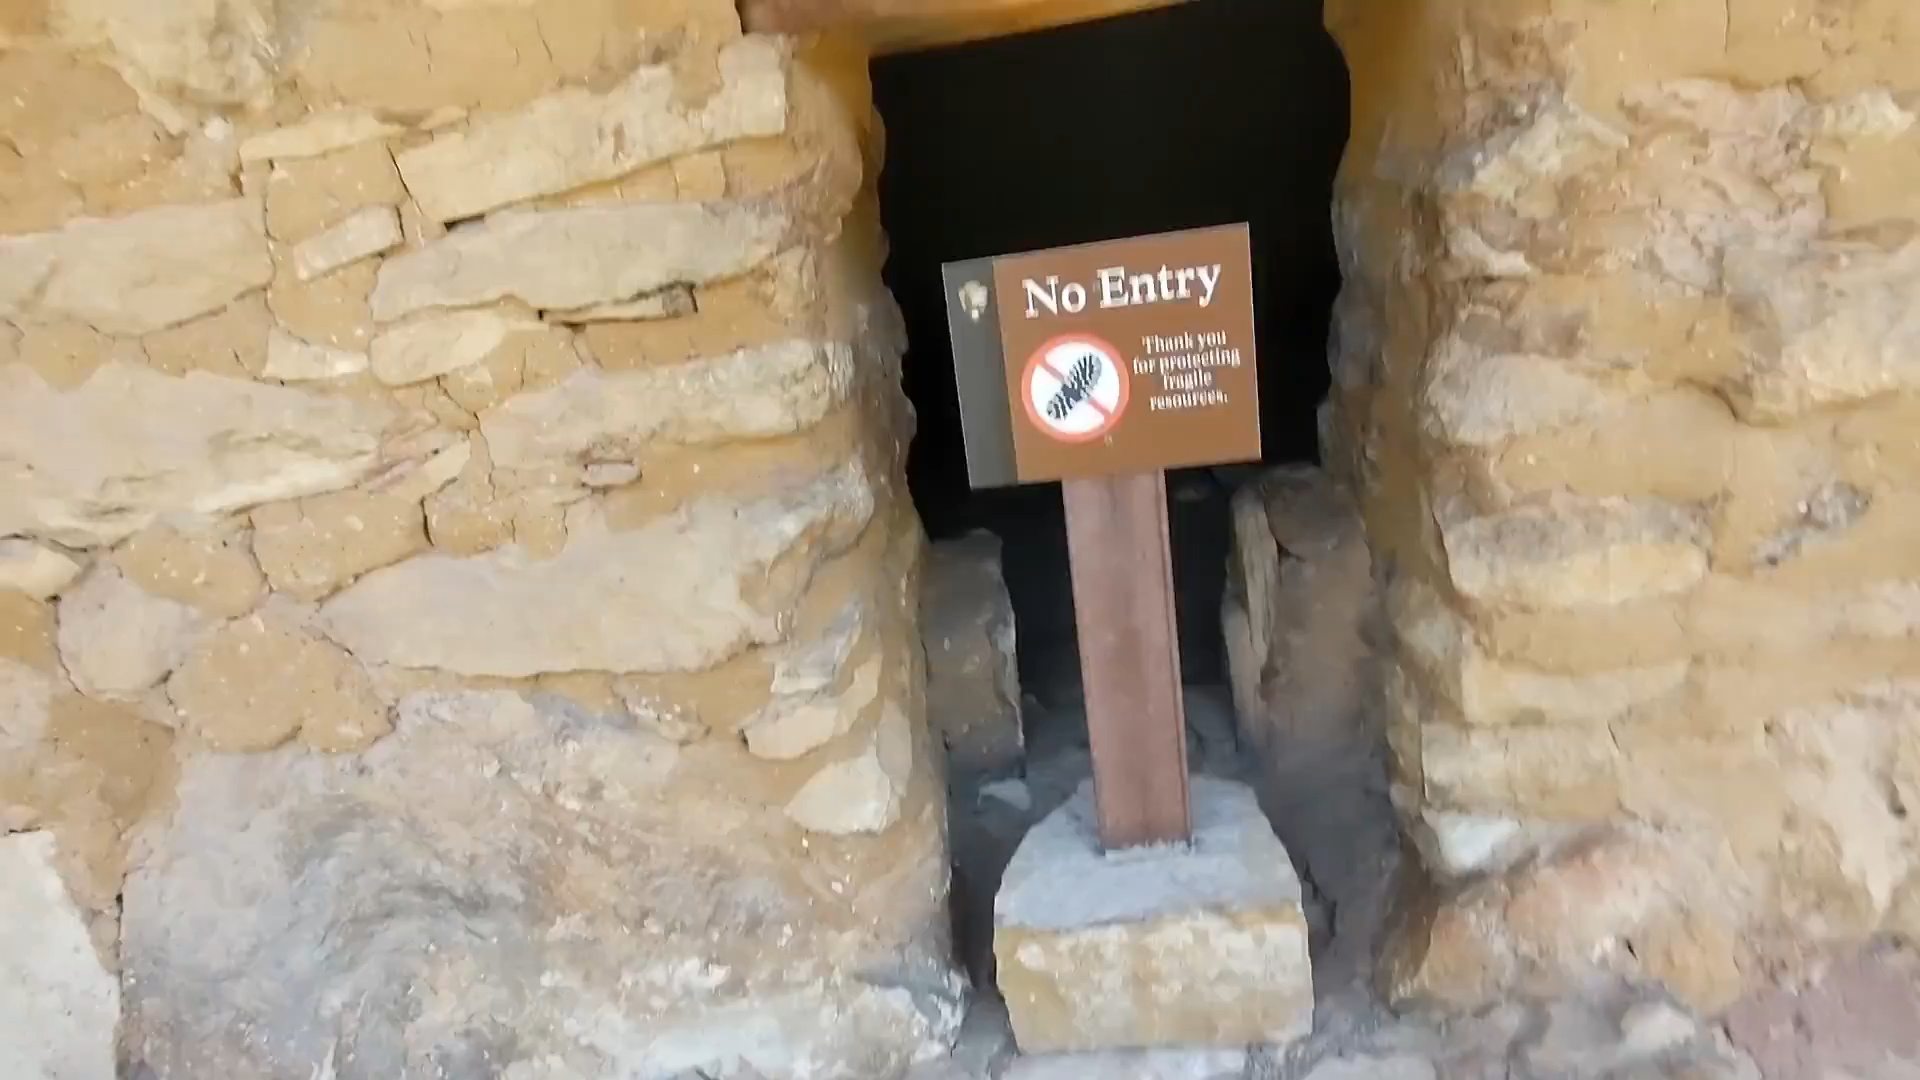 No Entry
Thank you
for protecting
fragile
resources.